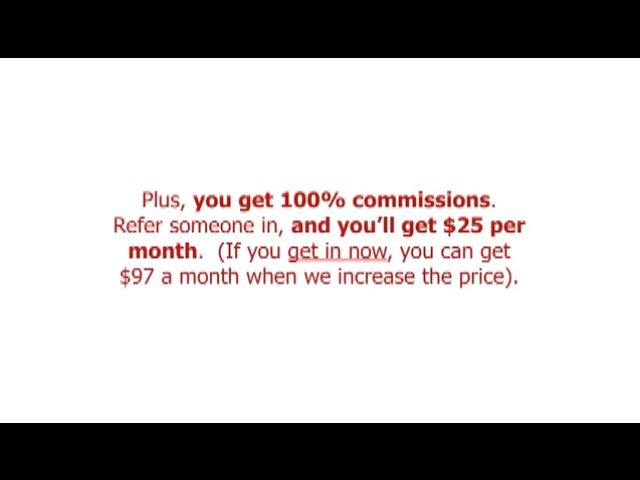 Plus, you get 100% commissions.
Refer someone in, and you'll get $25 per
month.  (If you get in now, you can get
$97 a month when we increase the price).